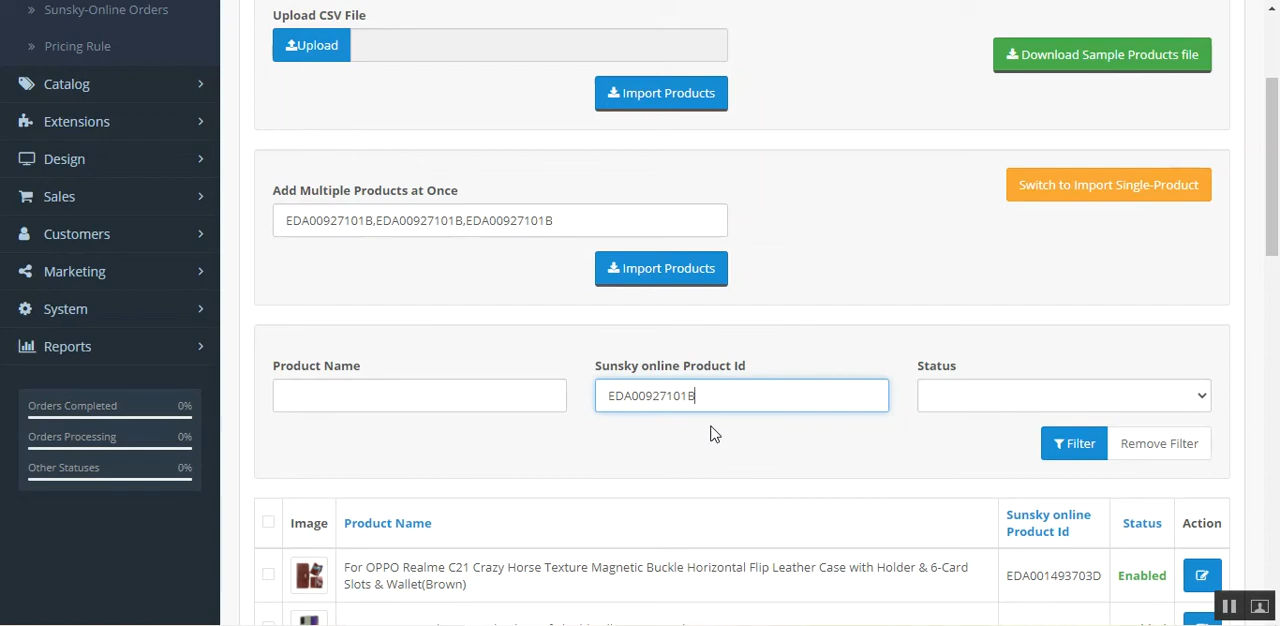 Sunsky-Online Orders
Pricing Rule
Catalog
Extensions
Design
Sales
Customers
Marketing
System
Reports
Orders Completed 0%
Orders Processing 0%
Other Statuses 0%
Upload CSV File
Upload
Download Sample Products file
Import Products
Add Multiple Products at Once
Switch to Import Single-Product
EDA00927101B,EDA00927101B,EDA00927101B
Import Products
Product Name Sunsky online Product Id Status
EDA00927101B
Filter Remove Filter
Image Product Name Sunsky online Product Id Status Action
For OPPO Realme C21 Crazy Horse Texture Magnetic Buckle Horizontal Flip Leather Case with Holder & 6-Card
Slots & Wallet(Brown)
EDA001493703D Enabled